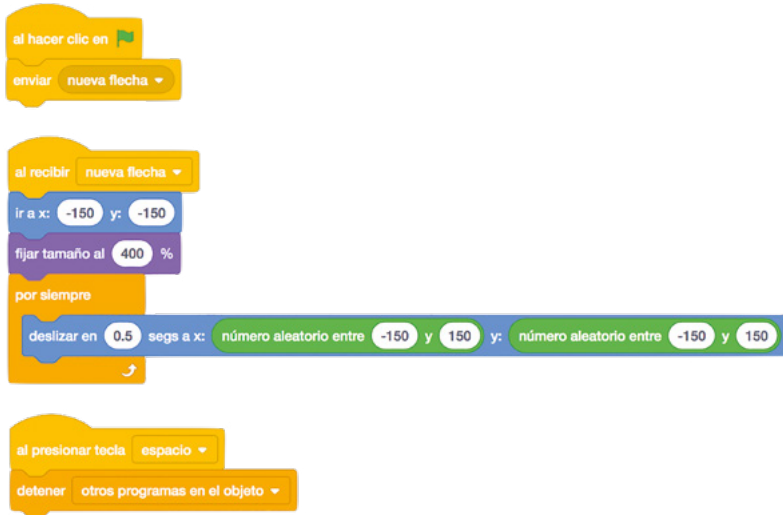 al hacer clic en
enviar nueva flecha
al recibir nueva flecha
ir a x: -150 y: -150
fijar tamaño al 400 %
por siempre
deslizar en 0.5 segs a x: número aleatorio entre -150 y 150 y: número aleatorio entre -150 y 150
al presionar tecla espacio
detener otros programas en el objeto